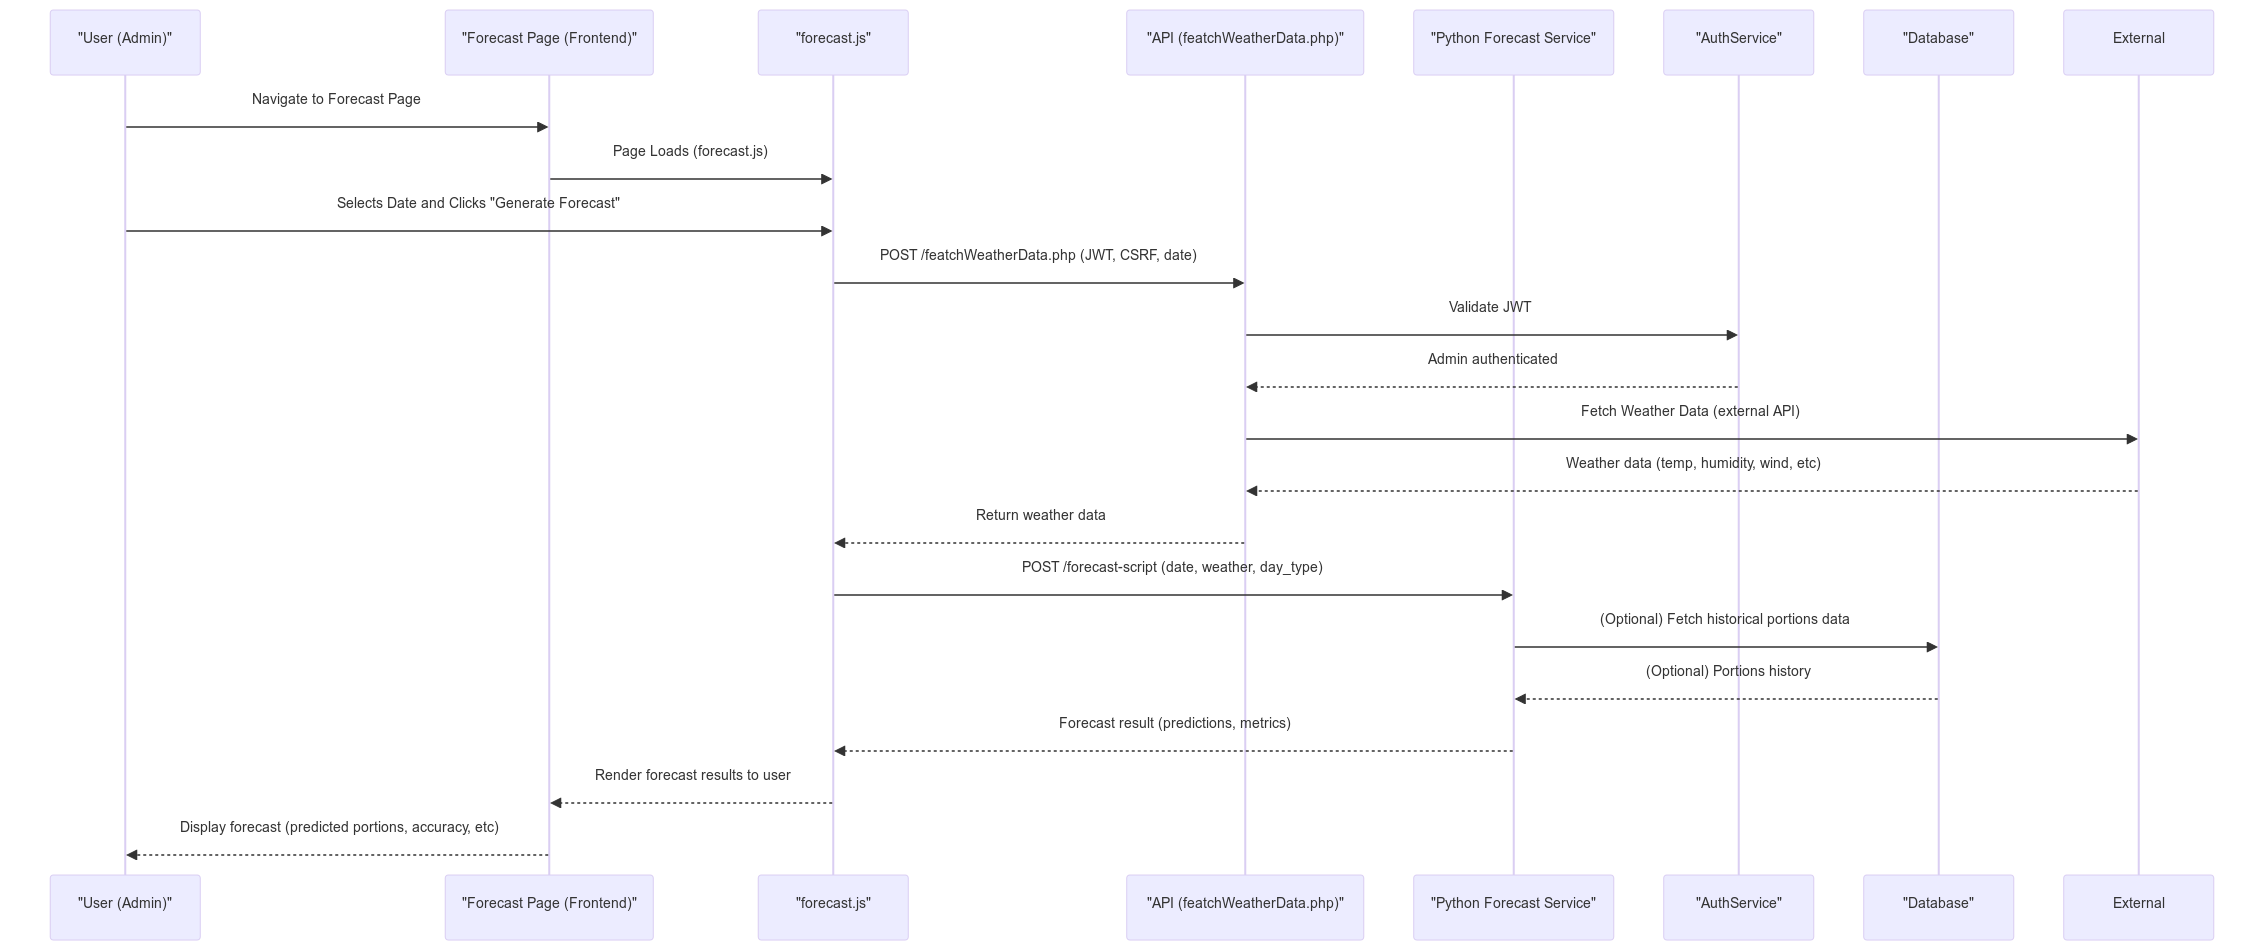 "User (Admin)"
"Forecast Page (Frontend)"
"forecast.js"
"API (featchWeatherData.php)"
"Python Forecast Service"
"AuthService"
"Database"
External
Navigate to Forecast Page
Page Loads (forecast.js)
Selects Date and Clicks "Generate Forecast"
POST /featchWeatherData.php (JWT, CSRF, date)
Validate JWT
Admin authenticated
Fetch Weather Data (external API)
Weather data (temp, humidity, wind, etc)
Return weather data
POST /forecast-script (date, weather, day_type)
(Optional) Fetch historical portions data
(Optional) Portions history
Forecast result (predictions, metrics)
Render forecast results to user
Display forecast (predicted portions, accuracy, etc)
"User (Admin)"
"Forecast Page (Frontend)"
"forecast.js"
"API (featchWeatherData.php)"
"Python Forecast Service"
"AuthService"
"Database"
External